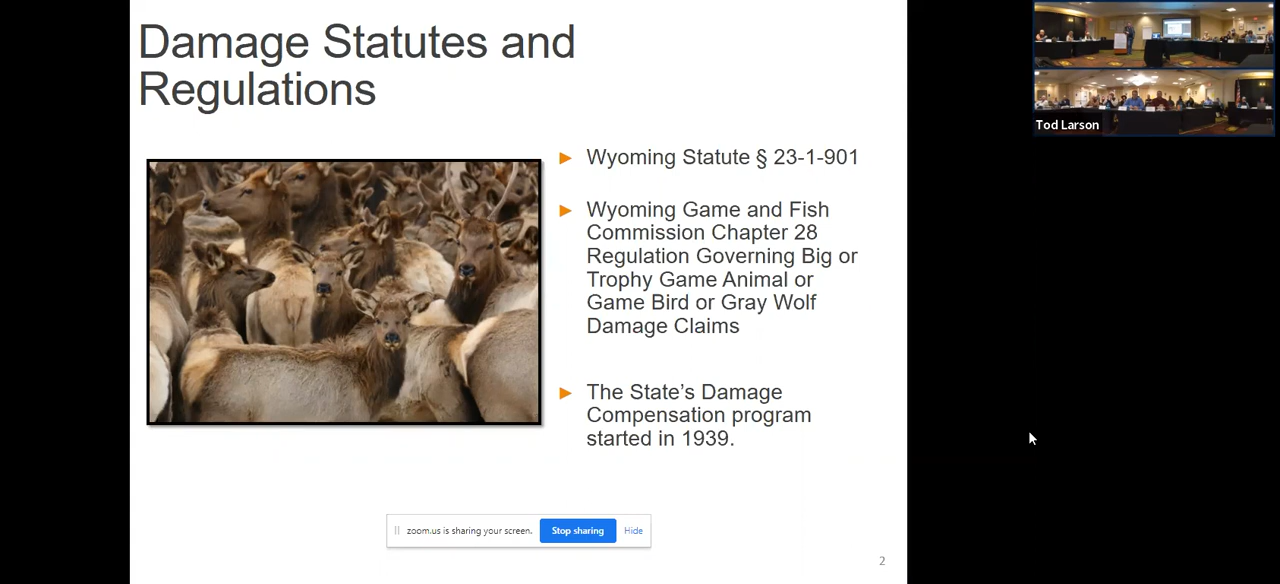 Damage Statutes and
Regulations
Wyoming Statute § 23-1-901
Wyoming Game and Fish
Commission Chapter 28
Regulation Governing Big or
Trophy Game Animal or
Game Bird or Gray Wolf
Damage Claims
The State’s Damage
Compensation program
started in 1939.
Tod Larson
zoom.us is sharing your screen. Stop sharing Hide
2